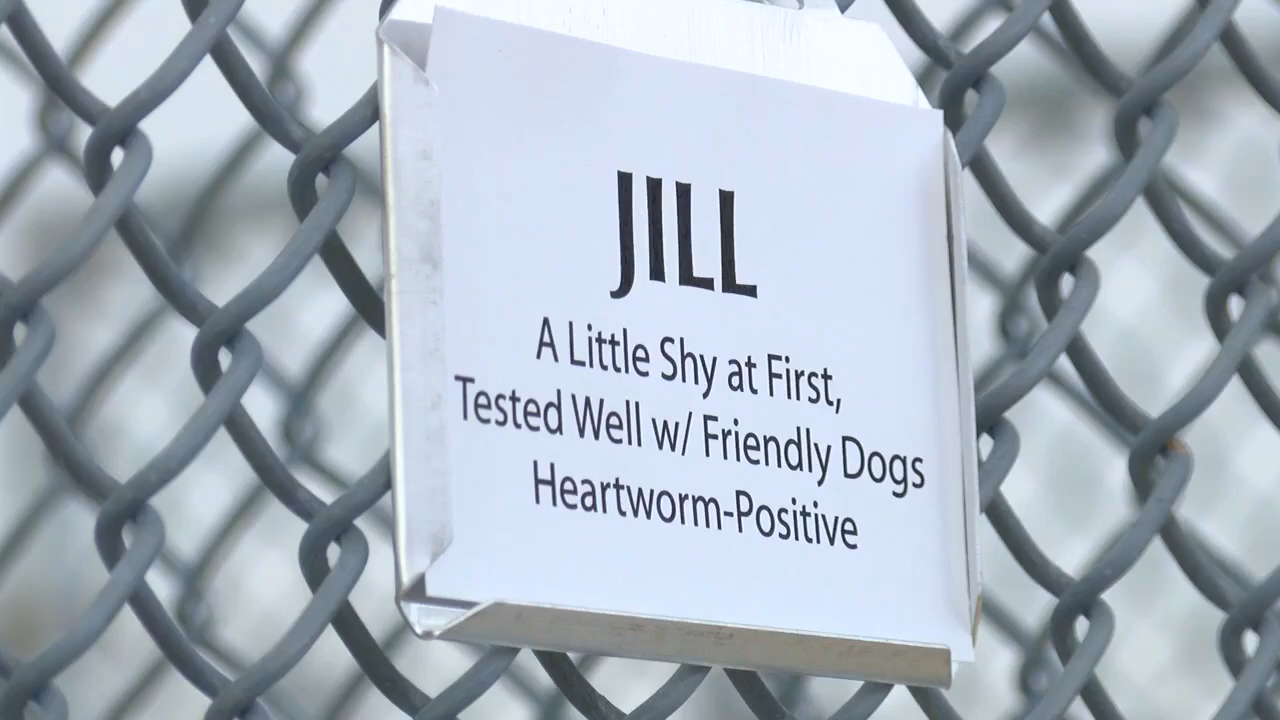 JILL
A Little Shy at First,
Tested Well w/ Friendly Dogs
Heartworm-Positive